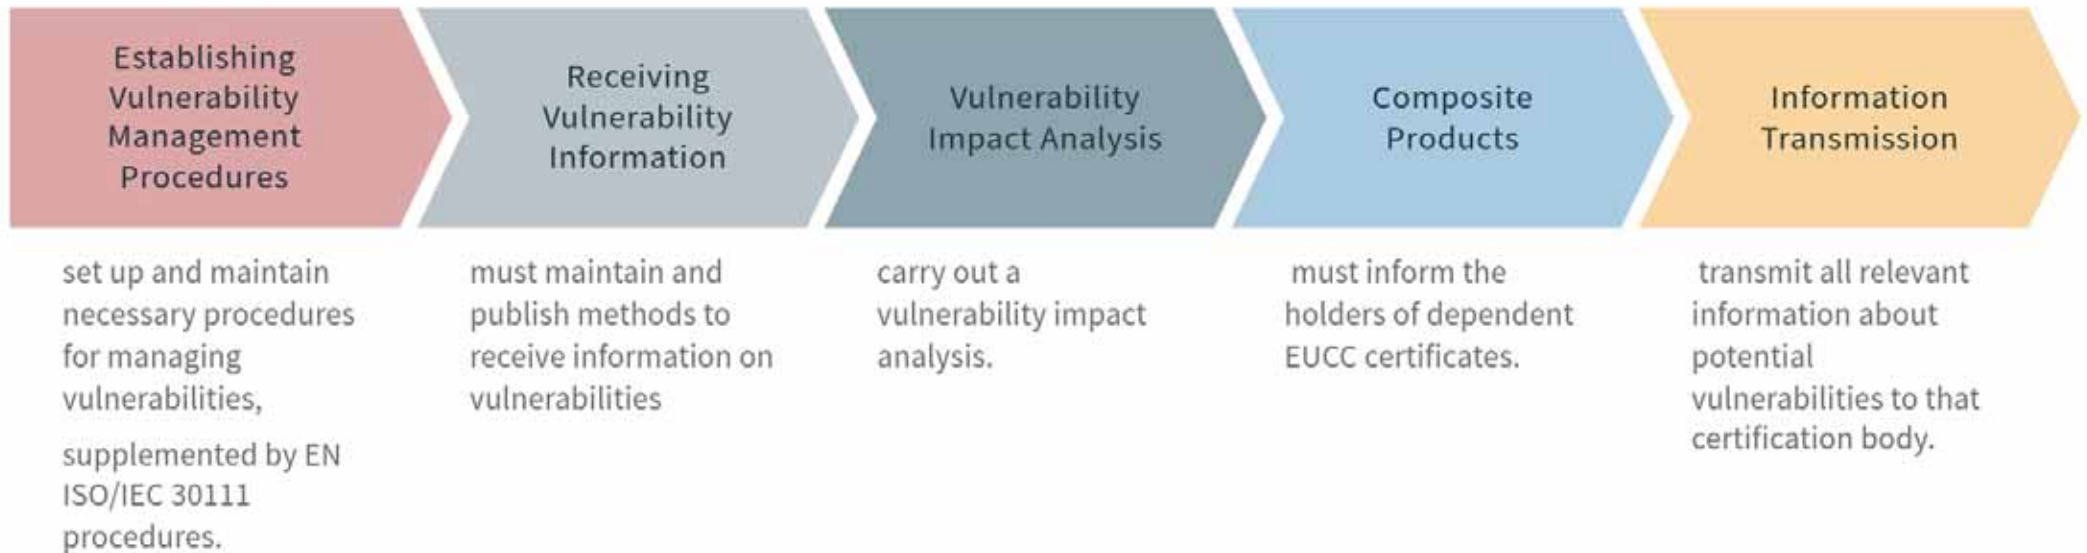 Establishing
Vulnerability
Management
Procedures
Receiving
Vulnerability
Information
Vulnerability
Impact Analysis
Composite
Products
Information
Transmission
set up and maintain
necessary procedures
for managing
vulnerabilities,
supplemented by EN
ISO/IEC 30111
procedures.
must maintain and
publish methods to
receive information on
vulnerabilities
carry out a
vulnerability impact
analysis.
must inform the
holders of dependent
EUCC certificates.
transmit all relevant
information about
potential
vulnerabilities to that
certification body.